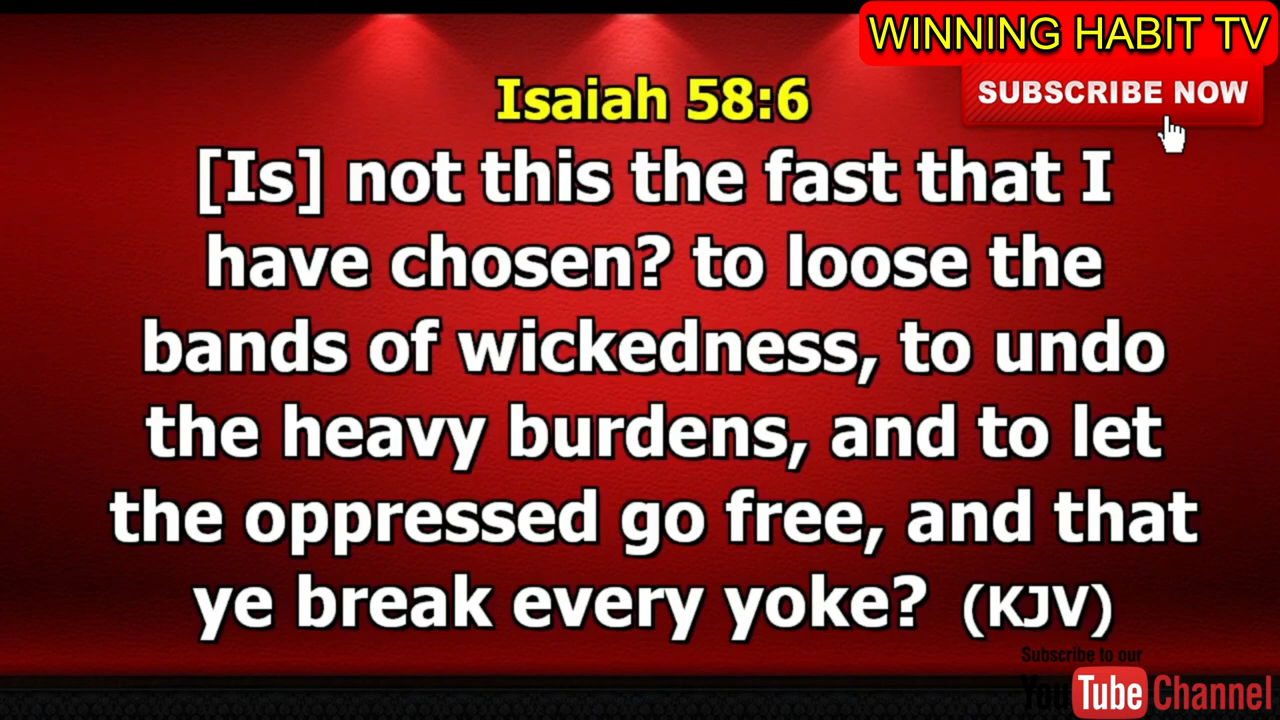 WINNING HABIT TV
SUBSCRIBE NOW
Isaiah 58:6
[Is] not this the fast that I
have chosen? to loose the
bands of wickedness, to undo
the heavy burdens, and to let
the oppressed go free, and that
ye break every yoke? (KJV)
Subscribe to our
YouTube Channel